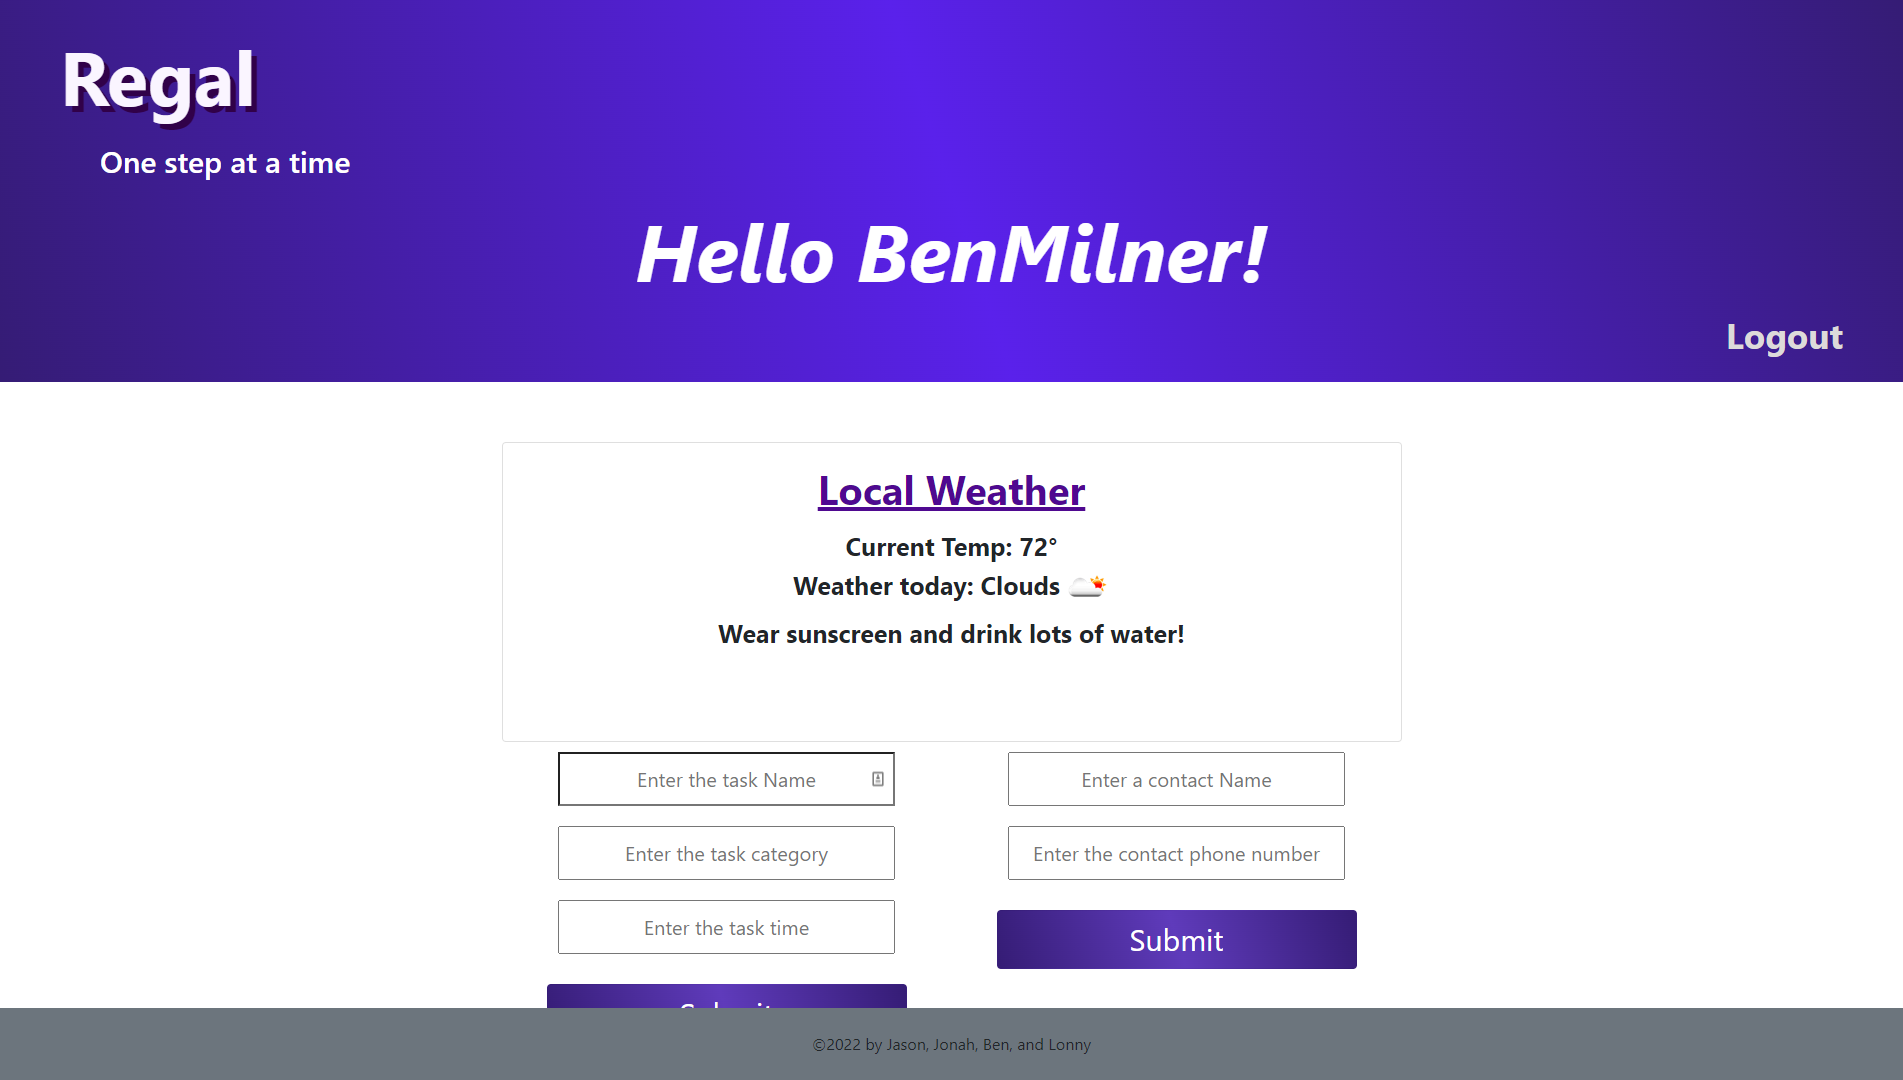 Regal
One step at a time
Hello BenMilner!
Logout
Local Weather
Current Temp: 72°
Weather today: Clouds
Wear sunscreen and drink lots of water!
Enter the task Name
Enter a contact Name
Enter the task category
Enter the contact phone number
Enter the task time
Submit
Submit
©2022 by Jason, Jonah, Ben, and Lonny